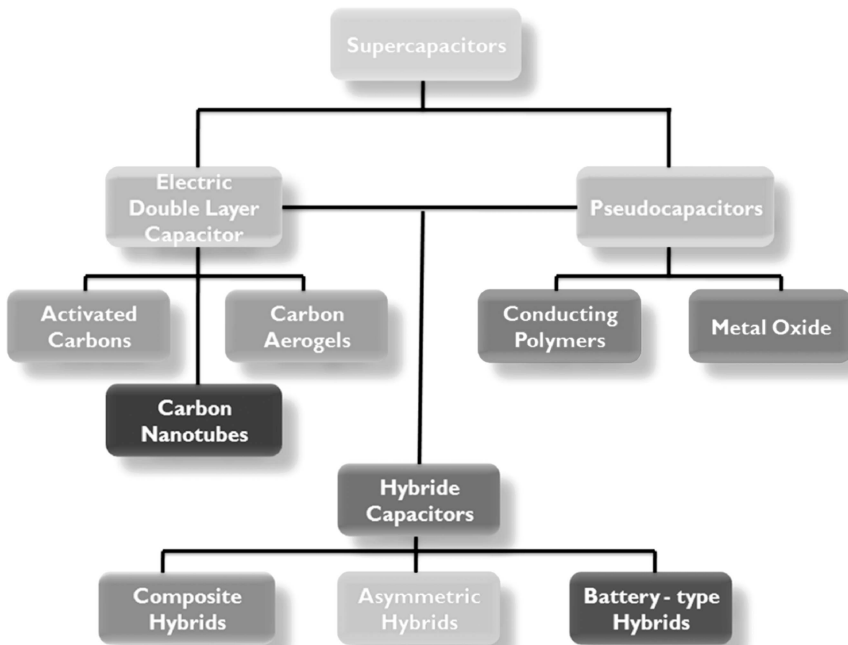 Supercapacitors
Electric
Double Layer
Capacitor
Pseudocapacitors
Activated
Carbons
Carbon
Aerogels
Conducting
Polymers
Metal Oxide
Carbon
Nanotubes
Hybride
Capacitors
Composite
Hybrids
Asymmetric
Hybrids
Battery - type
Hybrids